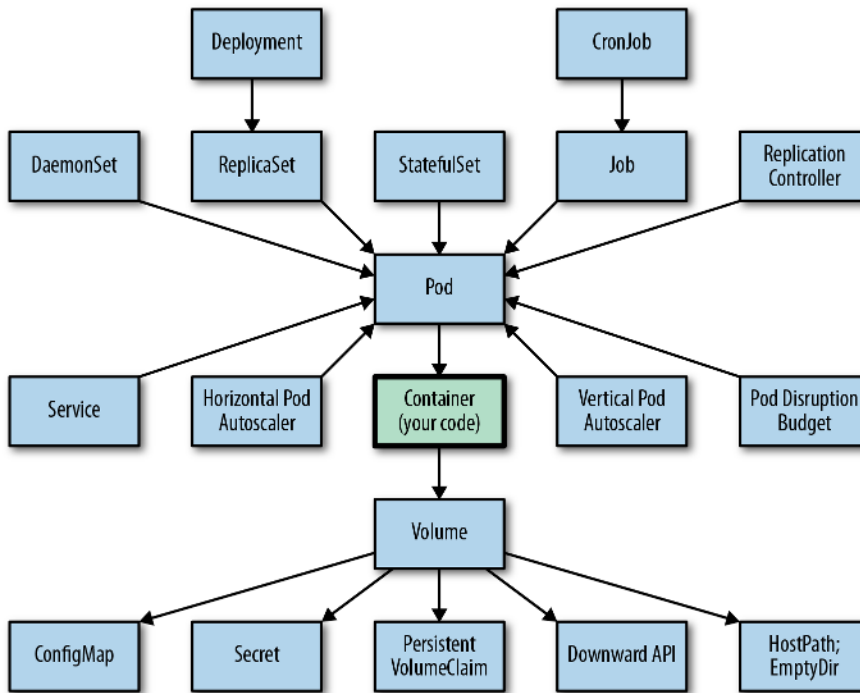 Deployment
CronJob
DaemonSet
ReplicaSet
StatefulSet
Job
Replication
Controller
Pod
Service
Horizontal Pod
Autoscaler
Container
(your code)
Vertical Pod
Autoscaler
Pod Disruption
Budget
Volume
ConfigMap
Secret
Persistent
VolumeClaim
Downward API
HostPath;
EmptyDir